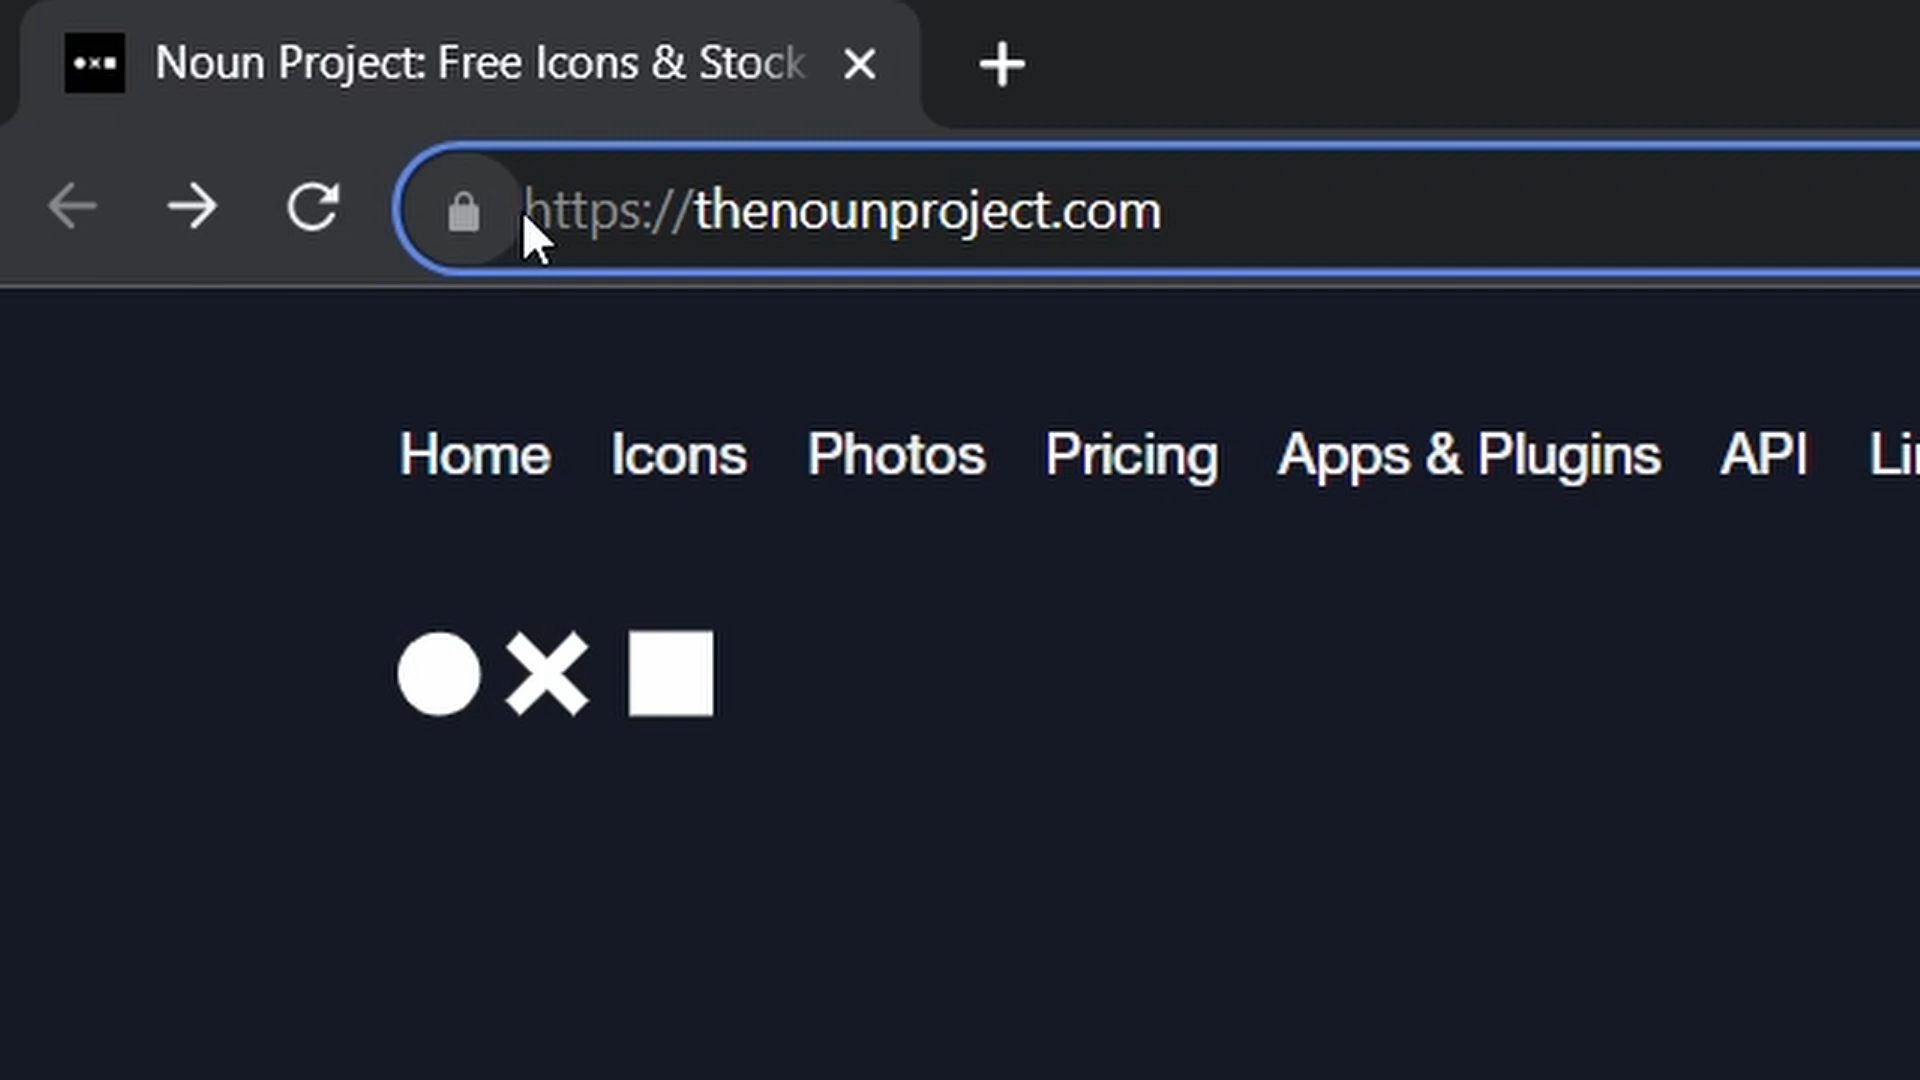 Noun Project: Free Icons & Stock
https://thenounproject.com
Home Icons Photos Pricing Apps & Plugins API